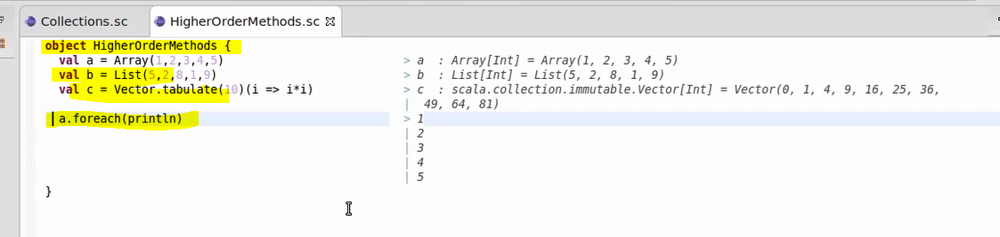 Collections.sc HigherOrderMethods.sc
object HigherOrderMethods {
val a = Array(1,2,3,4,5) > a : Array[Int] = Array(1, 2, 3, 4, 5)
val b = List(5,2,8,1,9) > b : List[Int] = List(5, 2, 8, 1, 9)
val c = Vector.tabulate(10)(i => i*i) > c : scala.collection.immutable.Vector[Int] = Vector(0, 1, 4, 9, 16, 25, 36,
| 49, 64, 81)
a.foreach(println) > 1
| 2
| 3
| 4
| 5
}